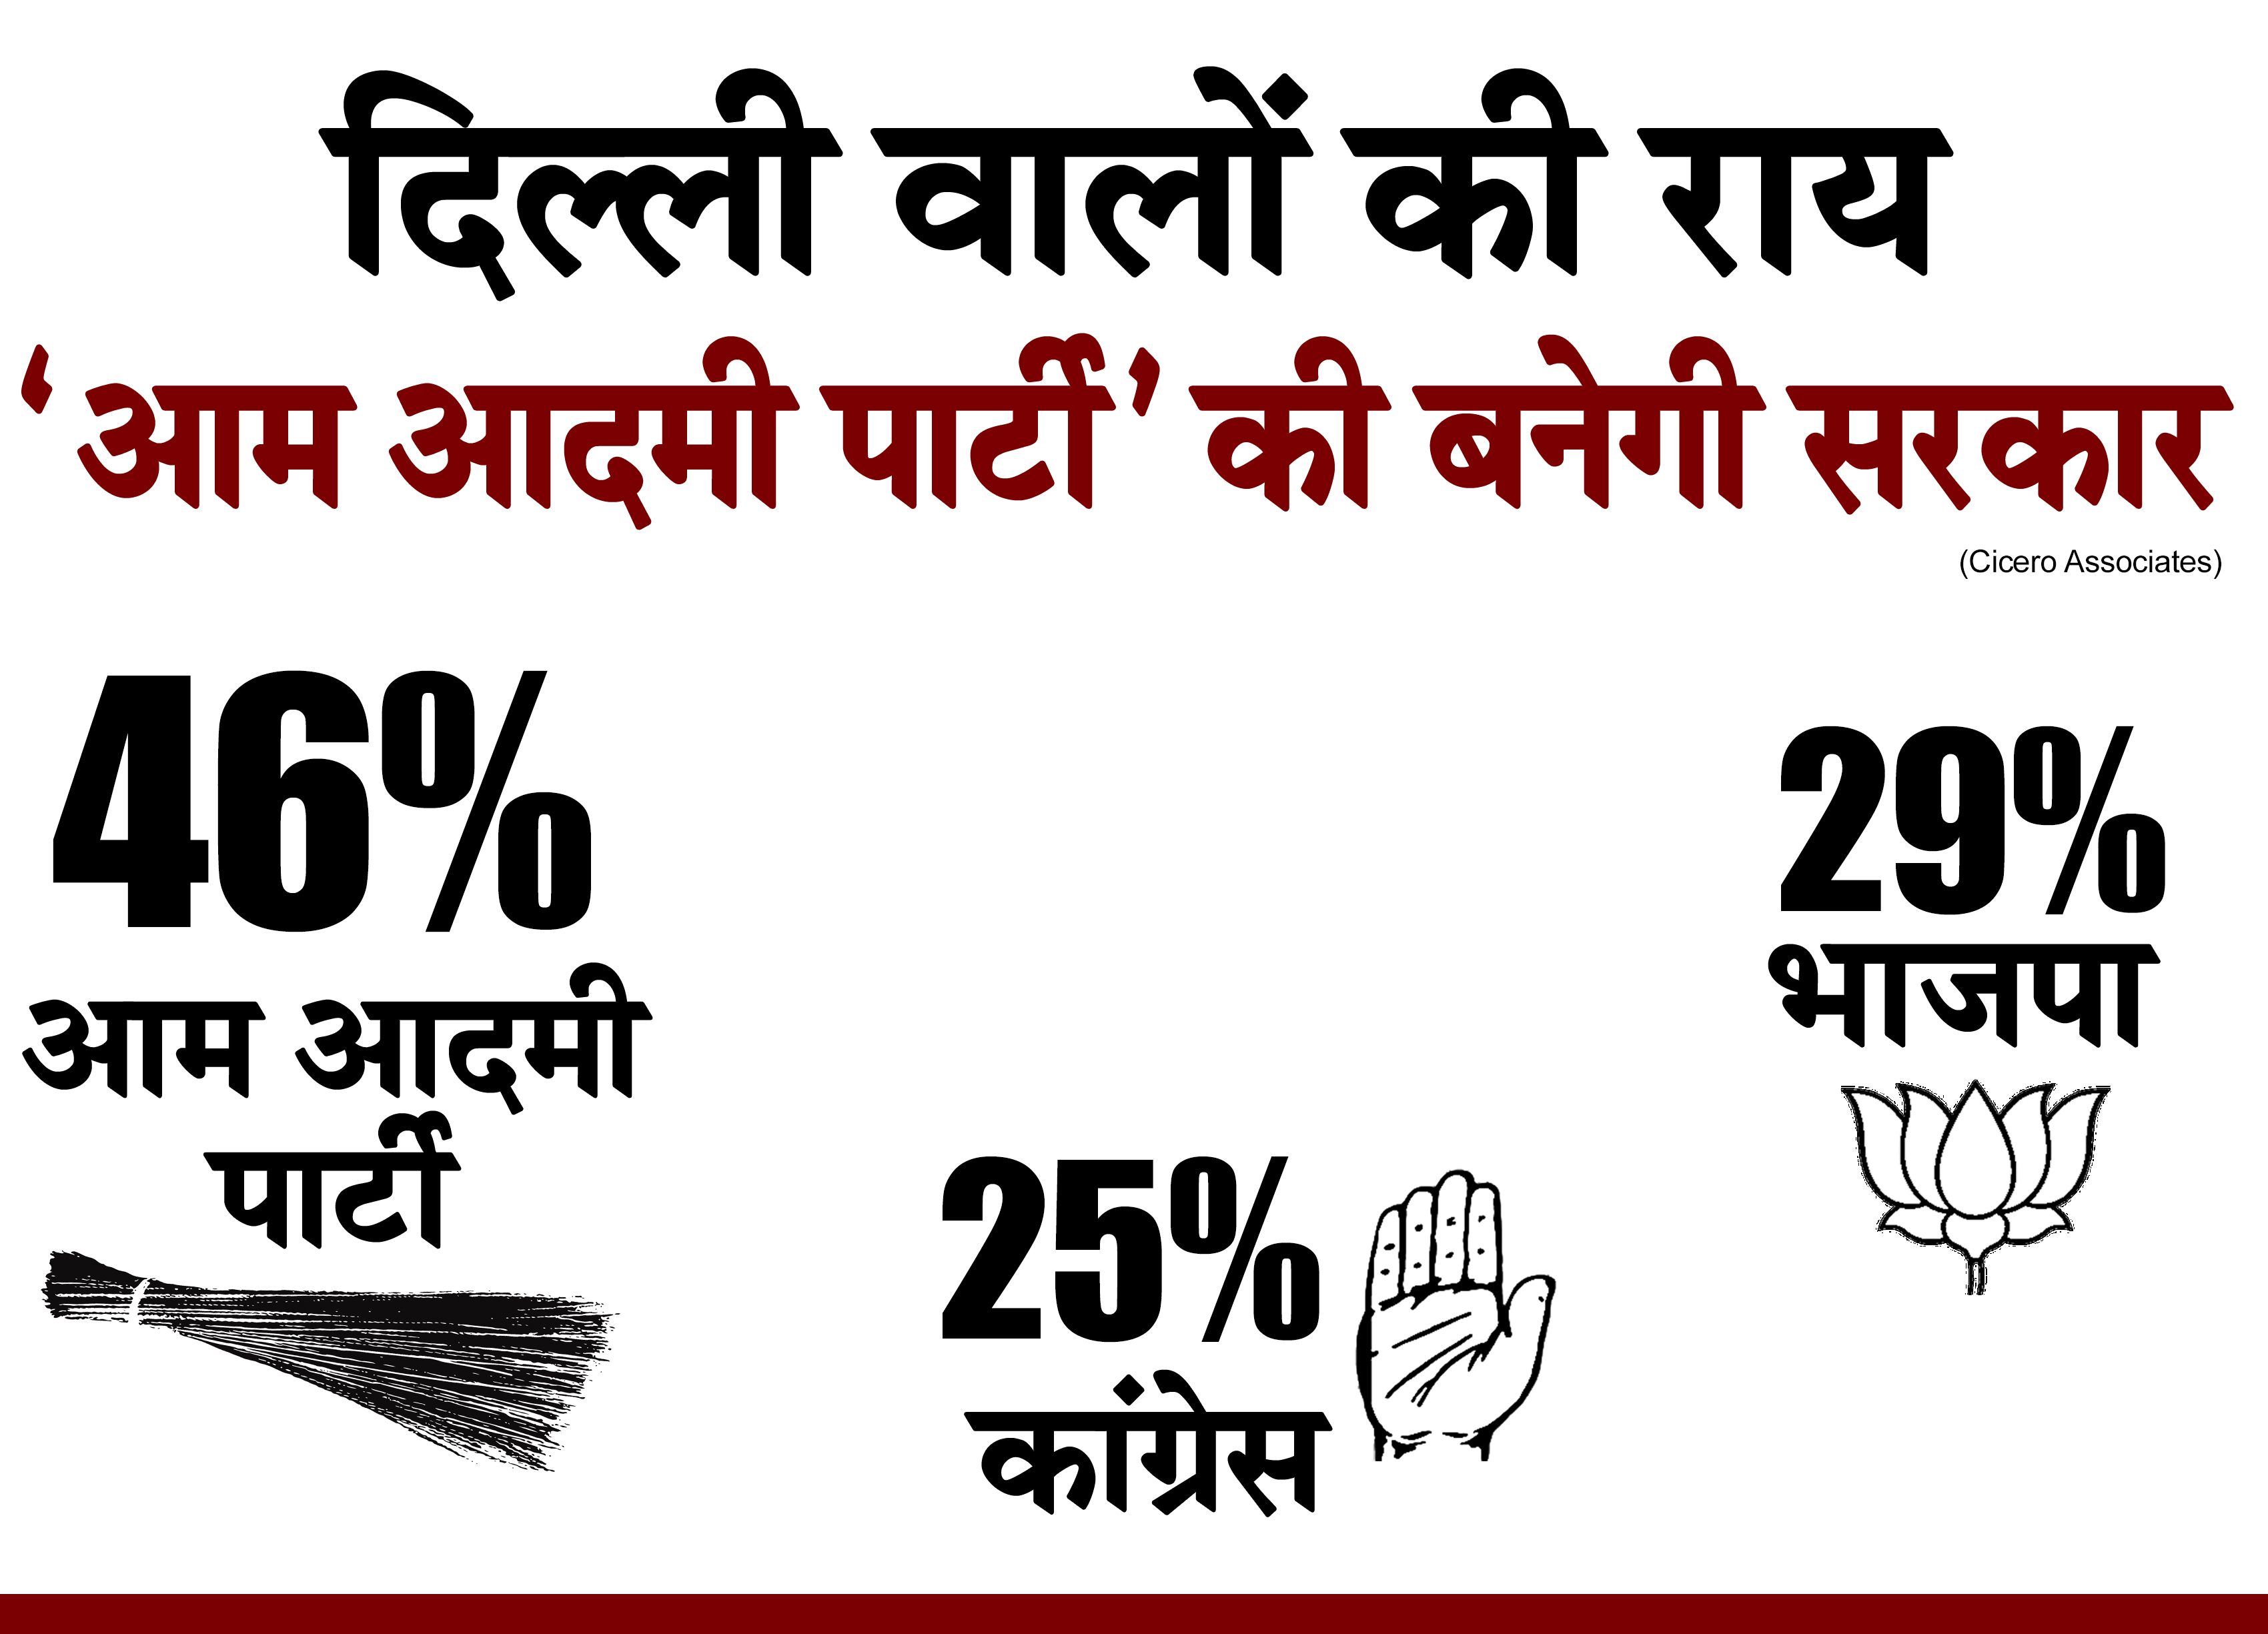 दिल्ली वालों की राय
‘आम आदमी पार्टी’ की बनेगी सरकार
(Cicero Associates)
46%
आम आदमी
पार्टी
29%
भाजपा
25%
कांग्रेस